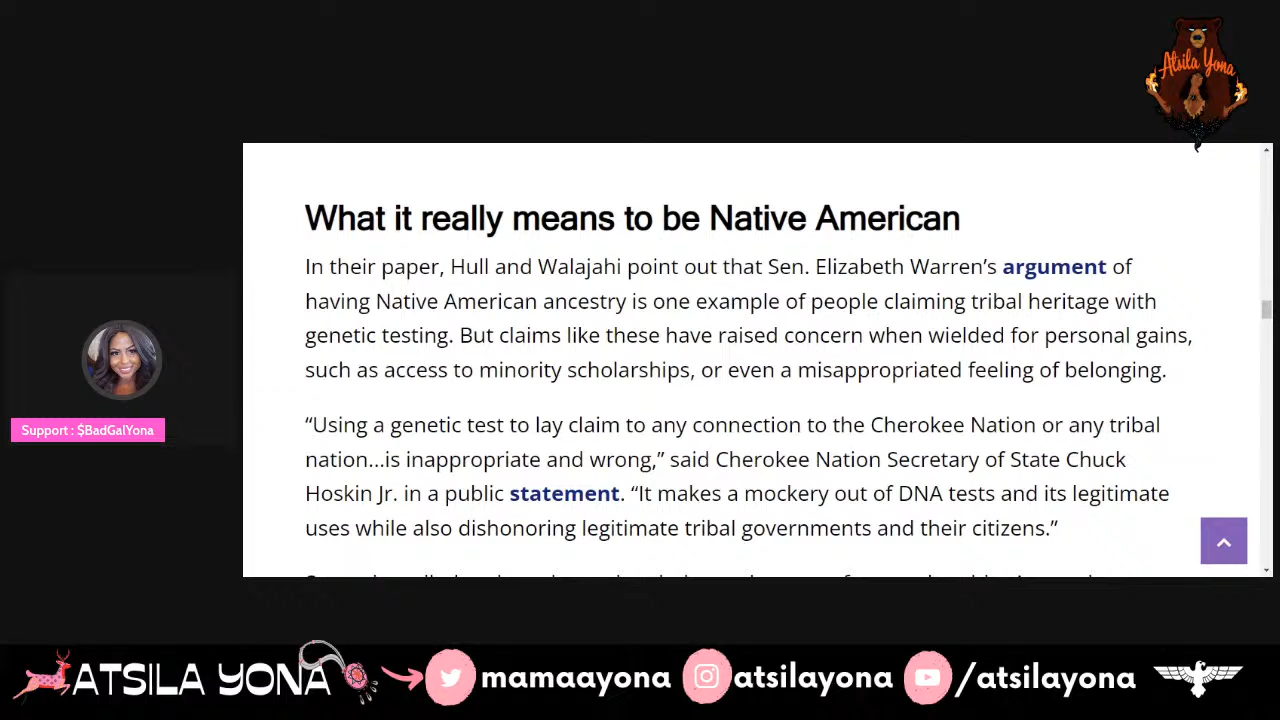 Atsila Yona
What it really means to be Native American
In their paper, Hull and Walajahi point out that Sen. Elizabeth Warren’s argument of
having Native American ancestry is one example of people claiming tribal heritage with
genetic testing. But claims like these have raised concern when wielded for personal gains,
such as access to minority scholarships, or even a misappropriated feeling of belonging.
“Using a genetic test to lay claim to any connection to the Cherokee Nation or any tribal
nation...is inappropriate and wrong,” said Cherokee Nation Secretary of State Chuck
Hoskin Jr. in a public statement. “It makes a mockery out of DNA tests and its legitimate
uses while also dishonoring legitimate tribal governments and their citizens.”
Support : $BadGalYona
ATSILA YONA mamaayona atsilayona /atsilayona